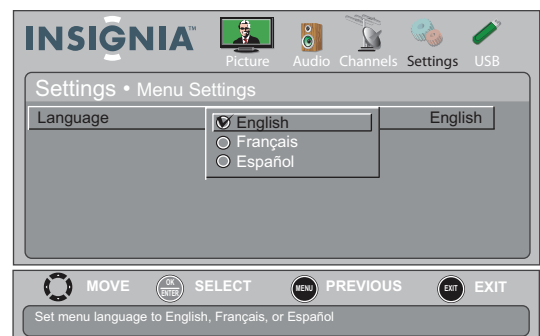 INSIGNIA™
Picture Audio Channels Settings USB
Settings • Menu Settings
Language English
English
Français
Español
MOVE OK ENTER SELECT MENU PREVIOUS EXIT EXIT
Set menu language to English, Français, or Español